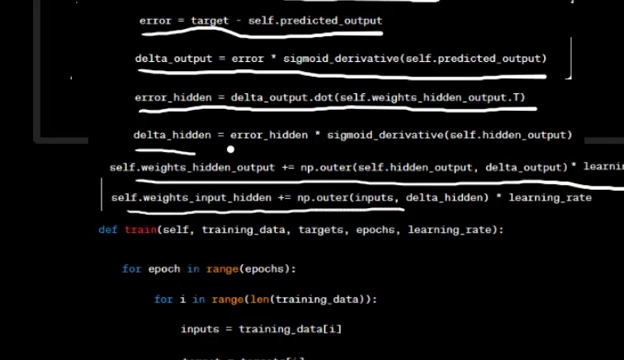 error = target - self.predicted_output
delta_output = error * sigmoid_derivative(self.predicted_output)
error_hidden = delta_output.dot(self.weights_hidden_output.T)
delta_hidden = error_hidden * sigmoid_derivative(self.hidden_output)
self.weights_hidden_output += np.outer(self.hidden_output, delta_output)* learnin
self.weights_input_hidden += np.outer(inputs, delta_hidden) * learning_rate
def train(self, training_data, targets, epochs, learning_rate):
for epoch in range(epochs):
for i in range(len(training_data)):
inputs = training_data[i]